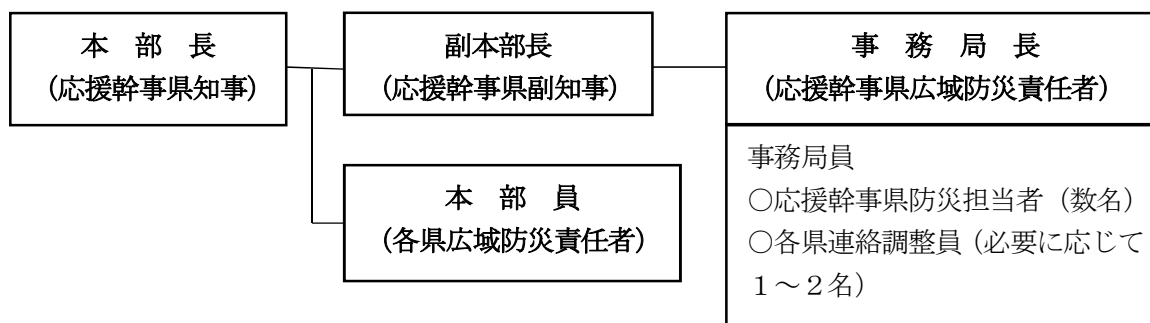 本　部　長
(応援幹事県知事)
副本部長
(応援幹事県副知事)
事　務　局　長
(応援幹事県広域防災責任者)
本　部　員
(各県広域防災責任者)
事務局員
○応援幹事県防災担当者（数名）
○各県連絡調整員（必要に応じて
１～２名）